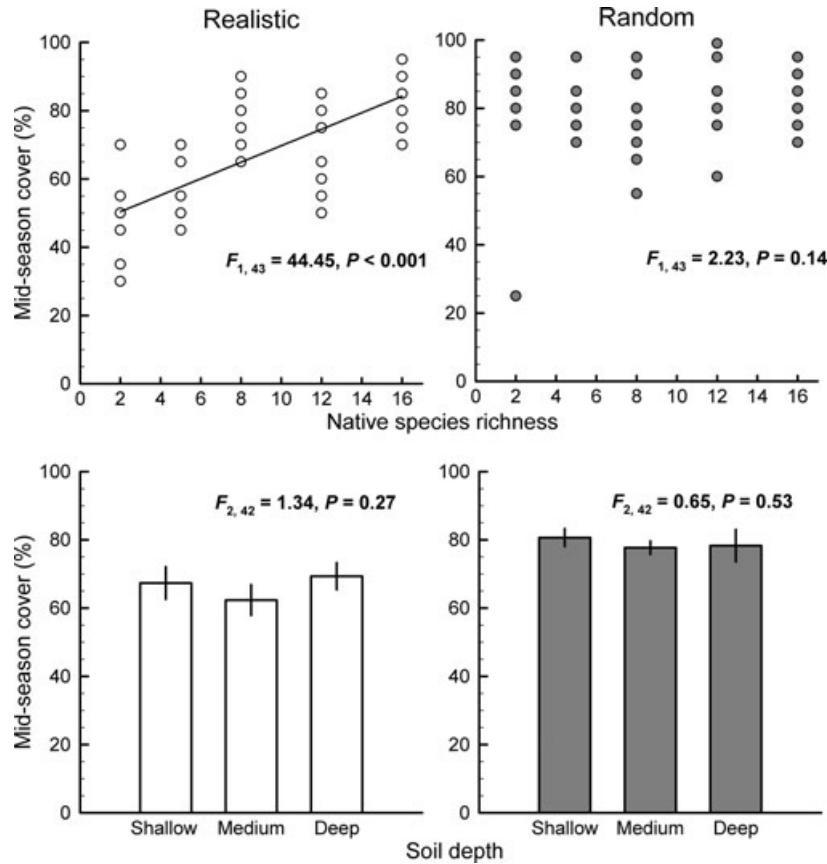 Realistic
Random
Mid-season cover (%)
100
80
60
40
20
0
F1, 43 = 44.45, P < 0.001
0 2 4 6 8 10 12 14 16
100
80
60
40
20
0
F1, 43 = 2.23, P = 0.14
0 2 4 6 8 10 12 14 16
Native species richness
Mid-season cover (%)
100
80
60
40
20
0
F2, 42 = 1.34, P = 0.27
Shallow Medium Deep
100
80
60
40
20
0
F2, 42 = 0.65, P = 0.53
Shallow Medium Deep
Soil depth